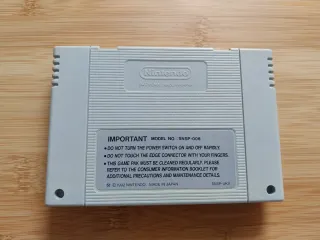 Nintendo
IMPORTANT MODEL NO.: SNSP-006
•DO NOT TURN THE POWER SWITCH ON AND OFF RAPIDLY.
•DO NOT TOUCH THE EDGE CONNECTOR WITH YOUR FINGERS.
•THIS GAME PAK MUST BE CLEANED REGULARLY. PLEASE
REFER TO THE CONSUMER INFORMATION BOOKLET FOR
ADDITIONAL PRECAUTIONS AND MAINTENANCE DETAILS.
NINTENDO. MADE IN JAPAN